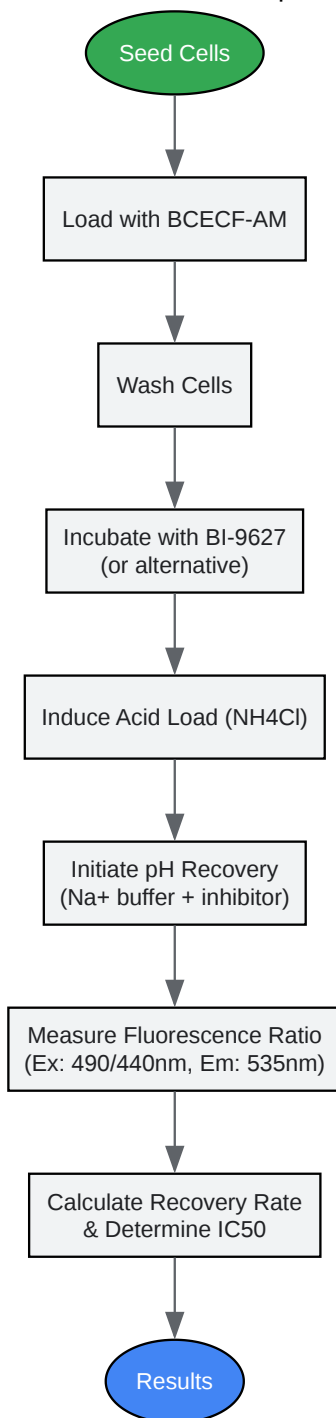 Seed Cells
Load with BCECF-AM
Wash Cells
Incubate with BI-9627
(or alternative)
Induce Acid Load (NH4Cl)
Initiate pH Recovery
(Na+ buffer + inhibitor)
Measure Fluorescence Ratio
(Ex: 490/440nm, Em: 535nm)
Calculate Recovery Rate
& Determine IC50
Results